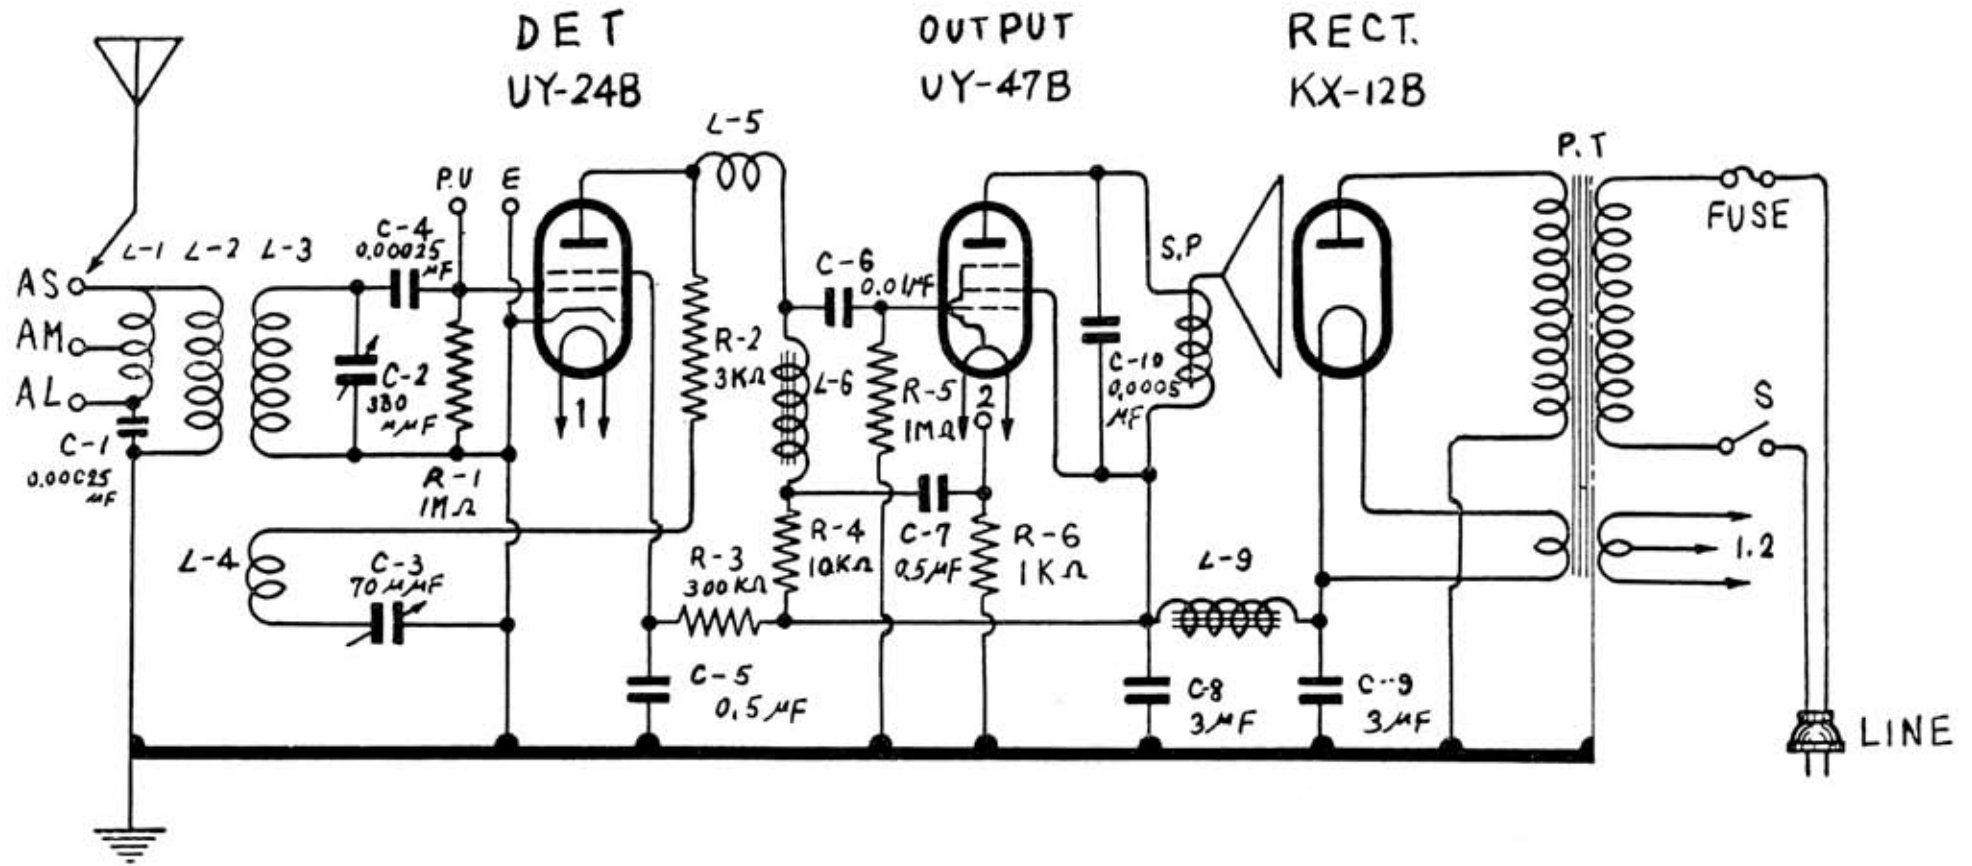 DET
UY-24B
OUTPUT
UY-47B
RECT.
KX-12B
L-5
P.T
P.U
E
FUSE
C-4
0.00025
μF
L-1
L-2
L-3
S.P
AS
AM
AL
C-6
0.01μF
C-2
380
μμF
R-2
3KΩ
L-6
C-10
0.0005
μF
1
2
R-5
1MΩ
S
C-1
0.00025
μF
R-1
1MΩ
L-4
C-3
70μμF
R-3
300KΩ
R-4
10KΩ
C-7
0.5μF
R-6
1KΩ
L-9
1.2
C-5
0.5μF
C-8
3μF
C-9
3μF
LINE